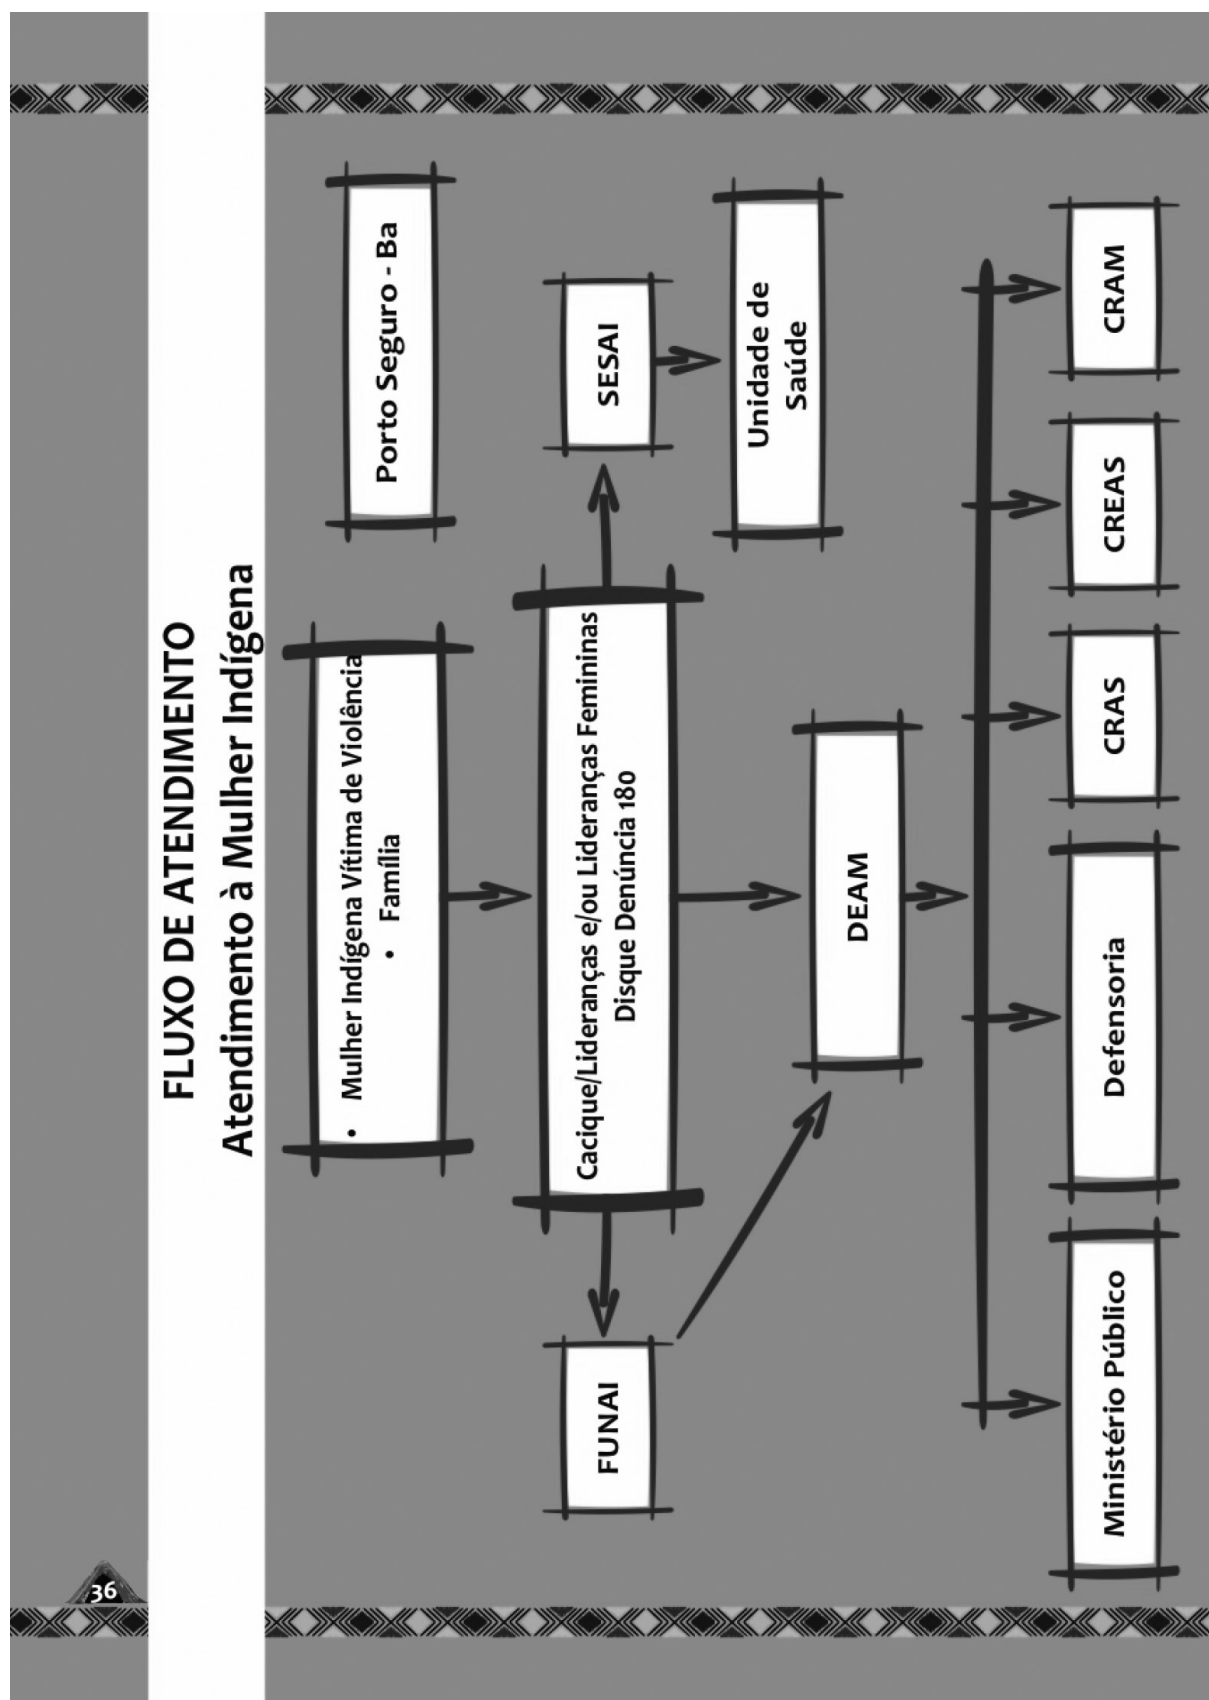 FLUXO DE ATENDIMENTO
Atendimento à Mulher Indígena
Porto Seguro - Ba
• Mulher Indígena Vítima de Violência
• Família
Cacique/Lideranças e/ou Lideranças Femininas
Disque Denúncia 180
FUNAI
SESAI
Unidade de
Saúde
DEAM
Ministério Público
Defensoria
CRAS
CREAS
CRAM
36